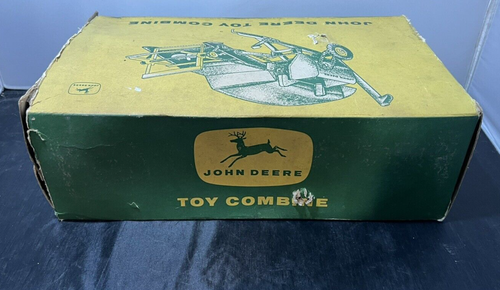 JOHN DEERE TOY COMBINE
JOHN DEERE
TOY COMBINE